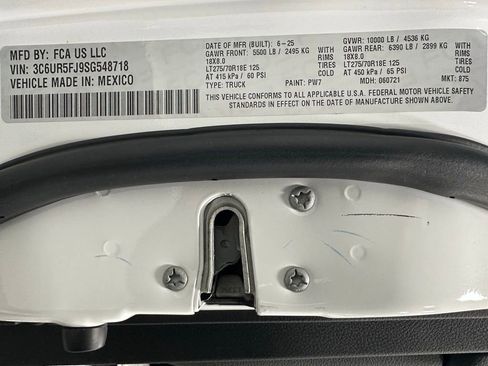 MFD BY: FCA US LLC
VIN: 3C6UR5FJ9SG548718
VEHICLE MADE IN: MEXICO
DATE OF MFR (BUILT): 6-25 GVWR: 10000 LB / 4536 KG
GAWR FRONT: 5500 LB / 2495 KG GAWR REAR: 6390 LB / 2899 KG
18X8.0 RIMS 18X8.0 RIMS
LT275/70R18E 125 TIRES LT275/70R18E 125 TIRES
AT 415 kPa / 60 PSI COLD AT 450 kPa / 65 PSI COLD
TYPE: TRUCK PAINT: PW7 MDH: 060721 MKT: 875
THIS VEHICLE CONFORMS TO ALL APPLICABLE U.S.A. FEDERAL MOTOR VEHICLE SAFETY
STANDARDS IN EFFECT ON THE DATE OF MANUFACTURE SHOWN ABOVE.